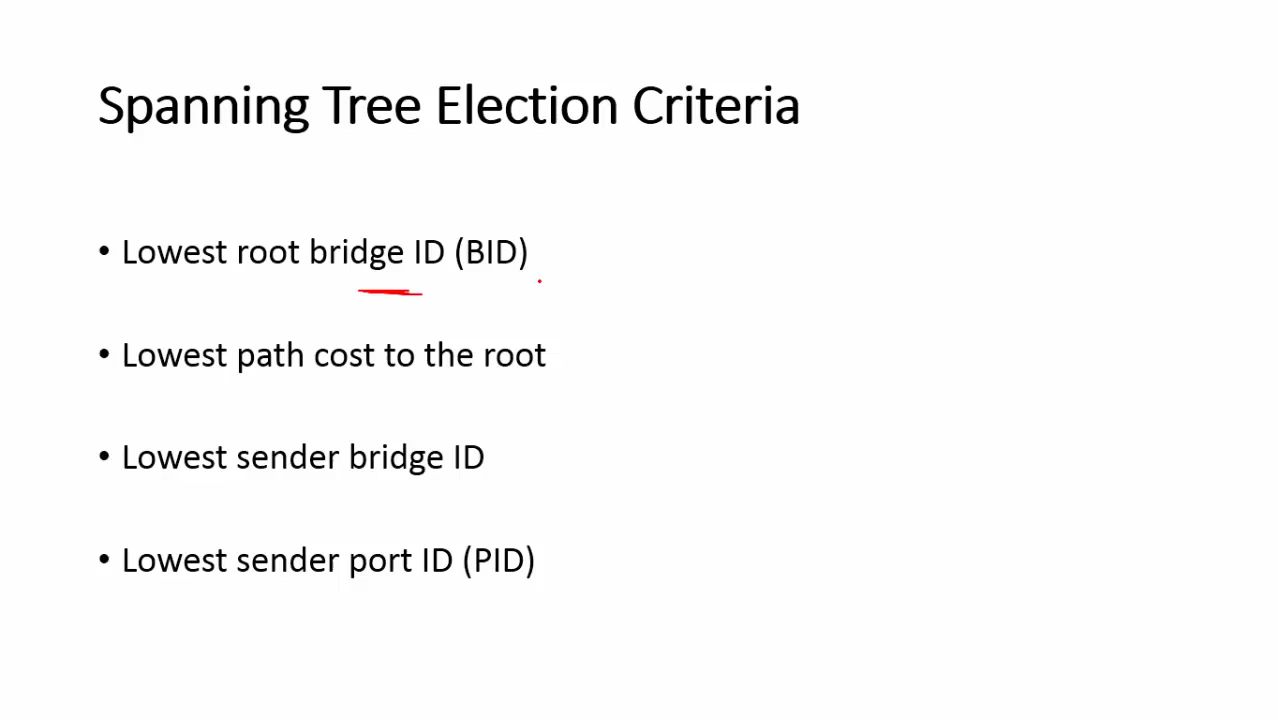 Spanning Tree Election Criteria
• Lowest root bridge ID (BID)
• Lowest path cost to the root
• Lowest sender bridge ID
• Lowest sender port ID (PID)